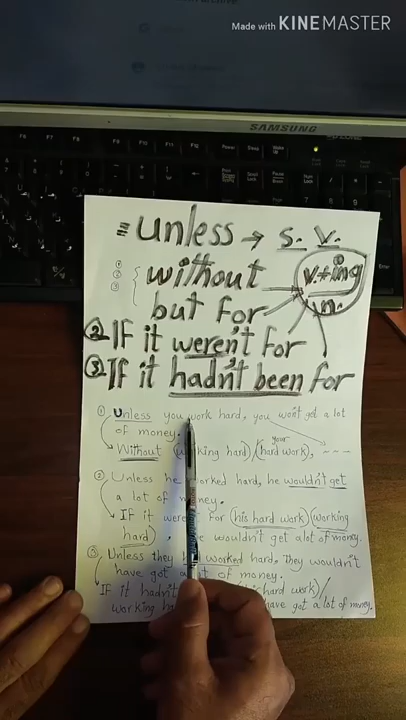 Made with KINEMASTER
SAMSUNG
unless → S. V.
① without v.+ing
②
③ but for n.
② If it weren't for
③ If it hadn't been for
① Unless you work hard, you won't get a lot
of money. your
Without (working hard)/(hard work), ---
② Unless he worked hard, he wouldn't get
a lot of money.
If it for (his hard work)(working
hard), wouldn't get a lot of money.
③ Unless they worked hard, They wouldn't
have got a of money.
If it hadn't hard work)/
working have got a lot of money.